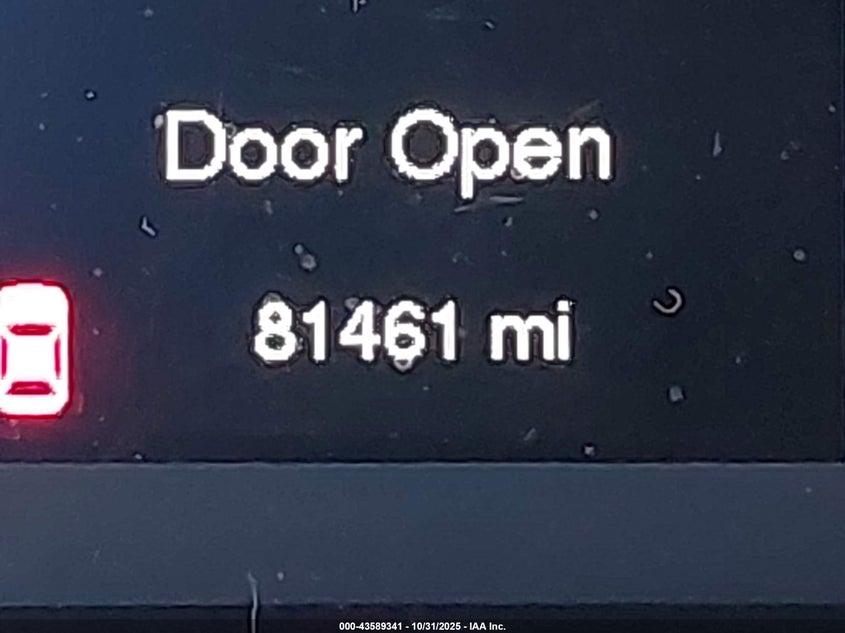 Door Open
81461 mi
000-43589341 - 10/31/2025 - IAA Inc.